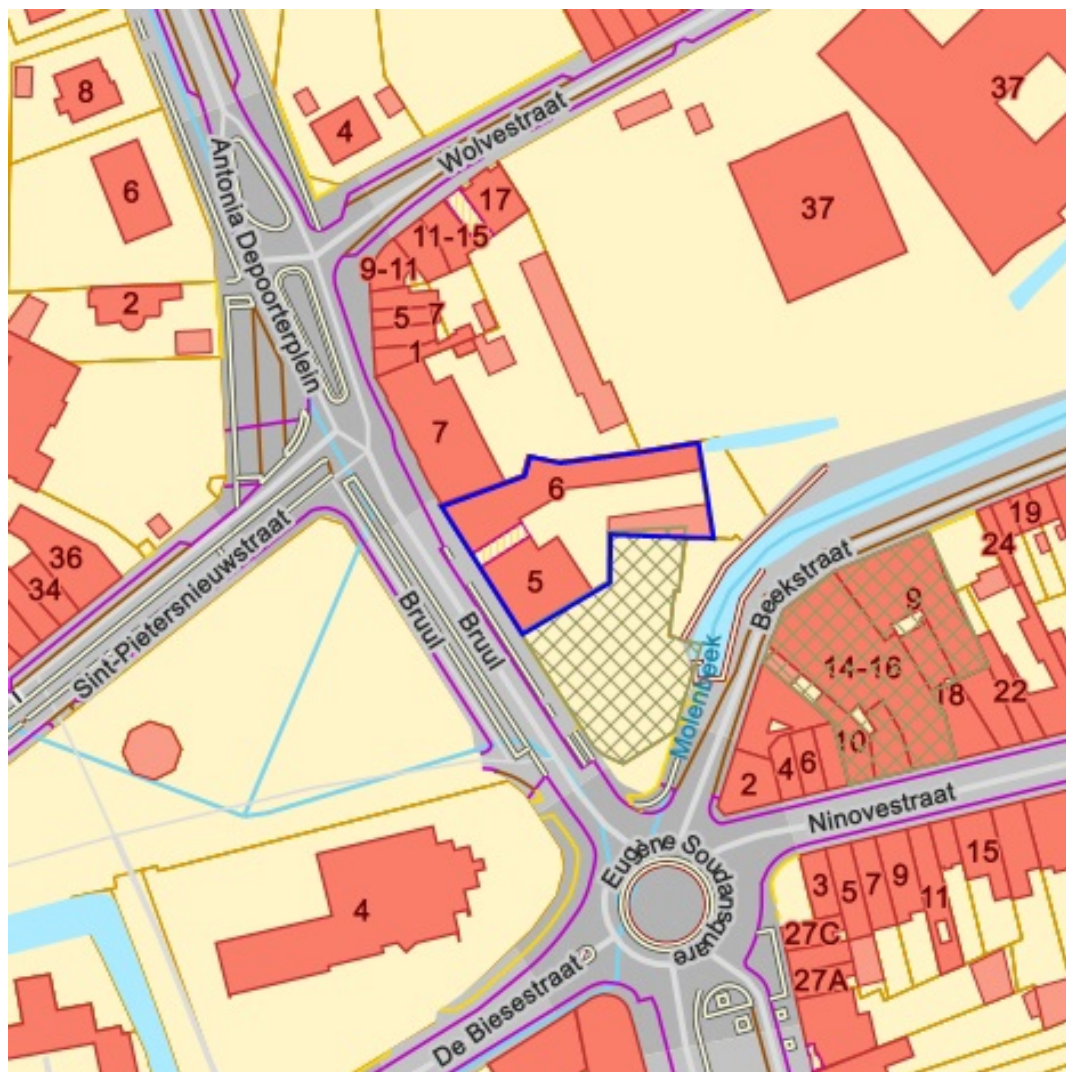 8
4
37
6
Antonia Depoorterplein
Wolvestraat
17
11-15
37
9-11
2
5
7
1
7
6
36
34
Sint-Pietersnieuwstraat
5
Bruul
Bruul
Beekstraat
19
24
9
14-16
18
22
10
Molenbeek
2
4
6
Ninovestraat
Eugène Soudansquare
15
3
5
7
9
11
4
27C
27A
De Biesestraat